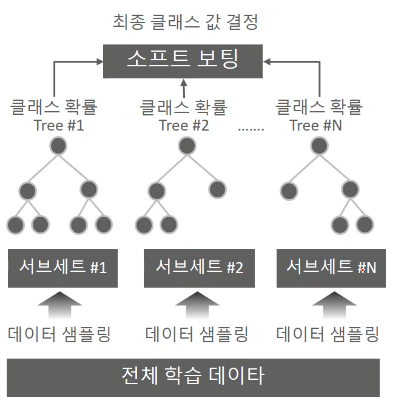 최종 클래스 값 결정
소프트 보팅
클래스 확률 클래스 확률 클래스 확률
Tree #1 Tree #2 ....... Tree #N
서브세트 #1 서브세트 #2 서브세트 #N
데이터 샘플링 데이터 샘플링 데이터 샘플링
전체 학습 데이타